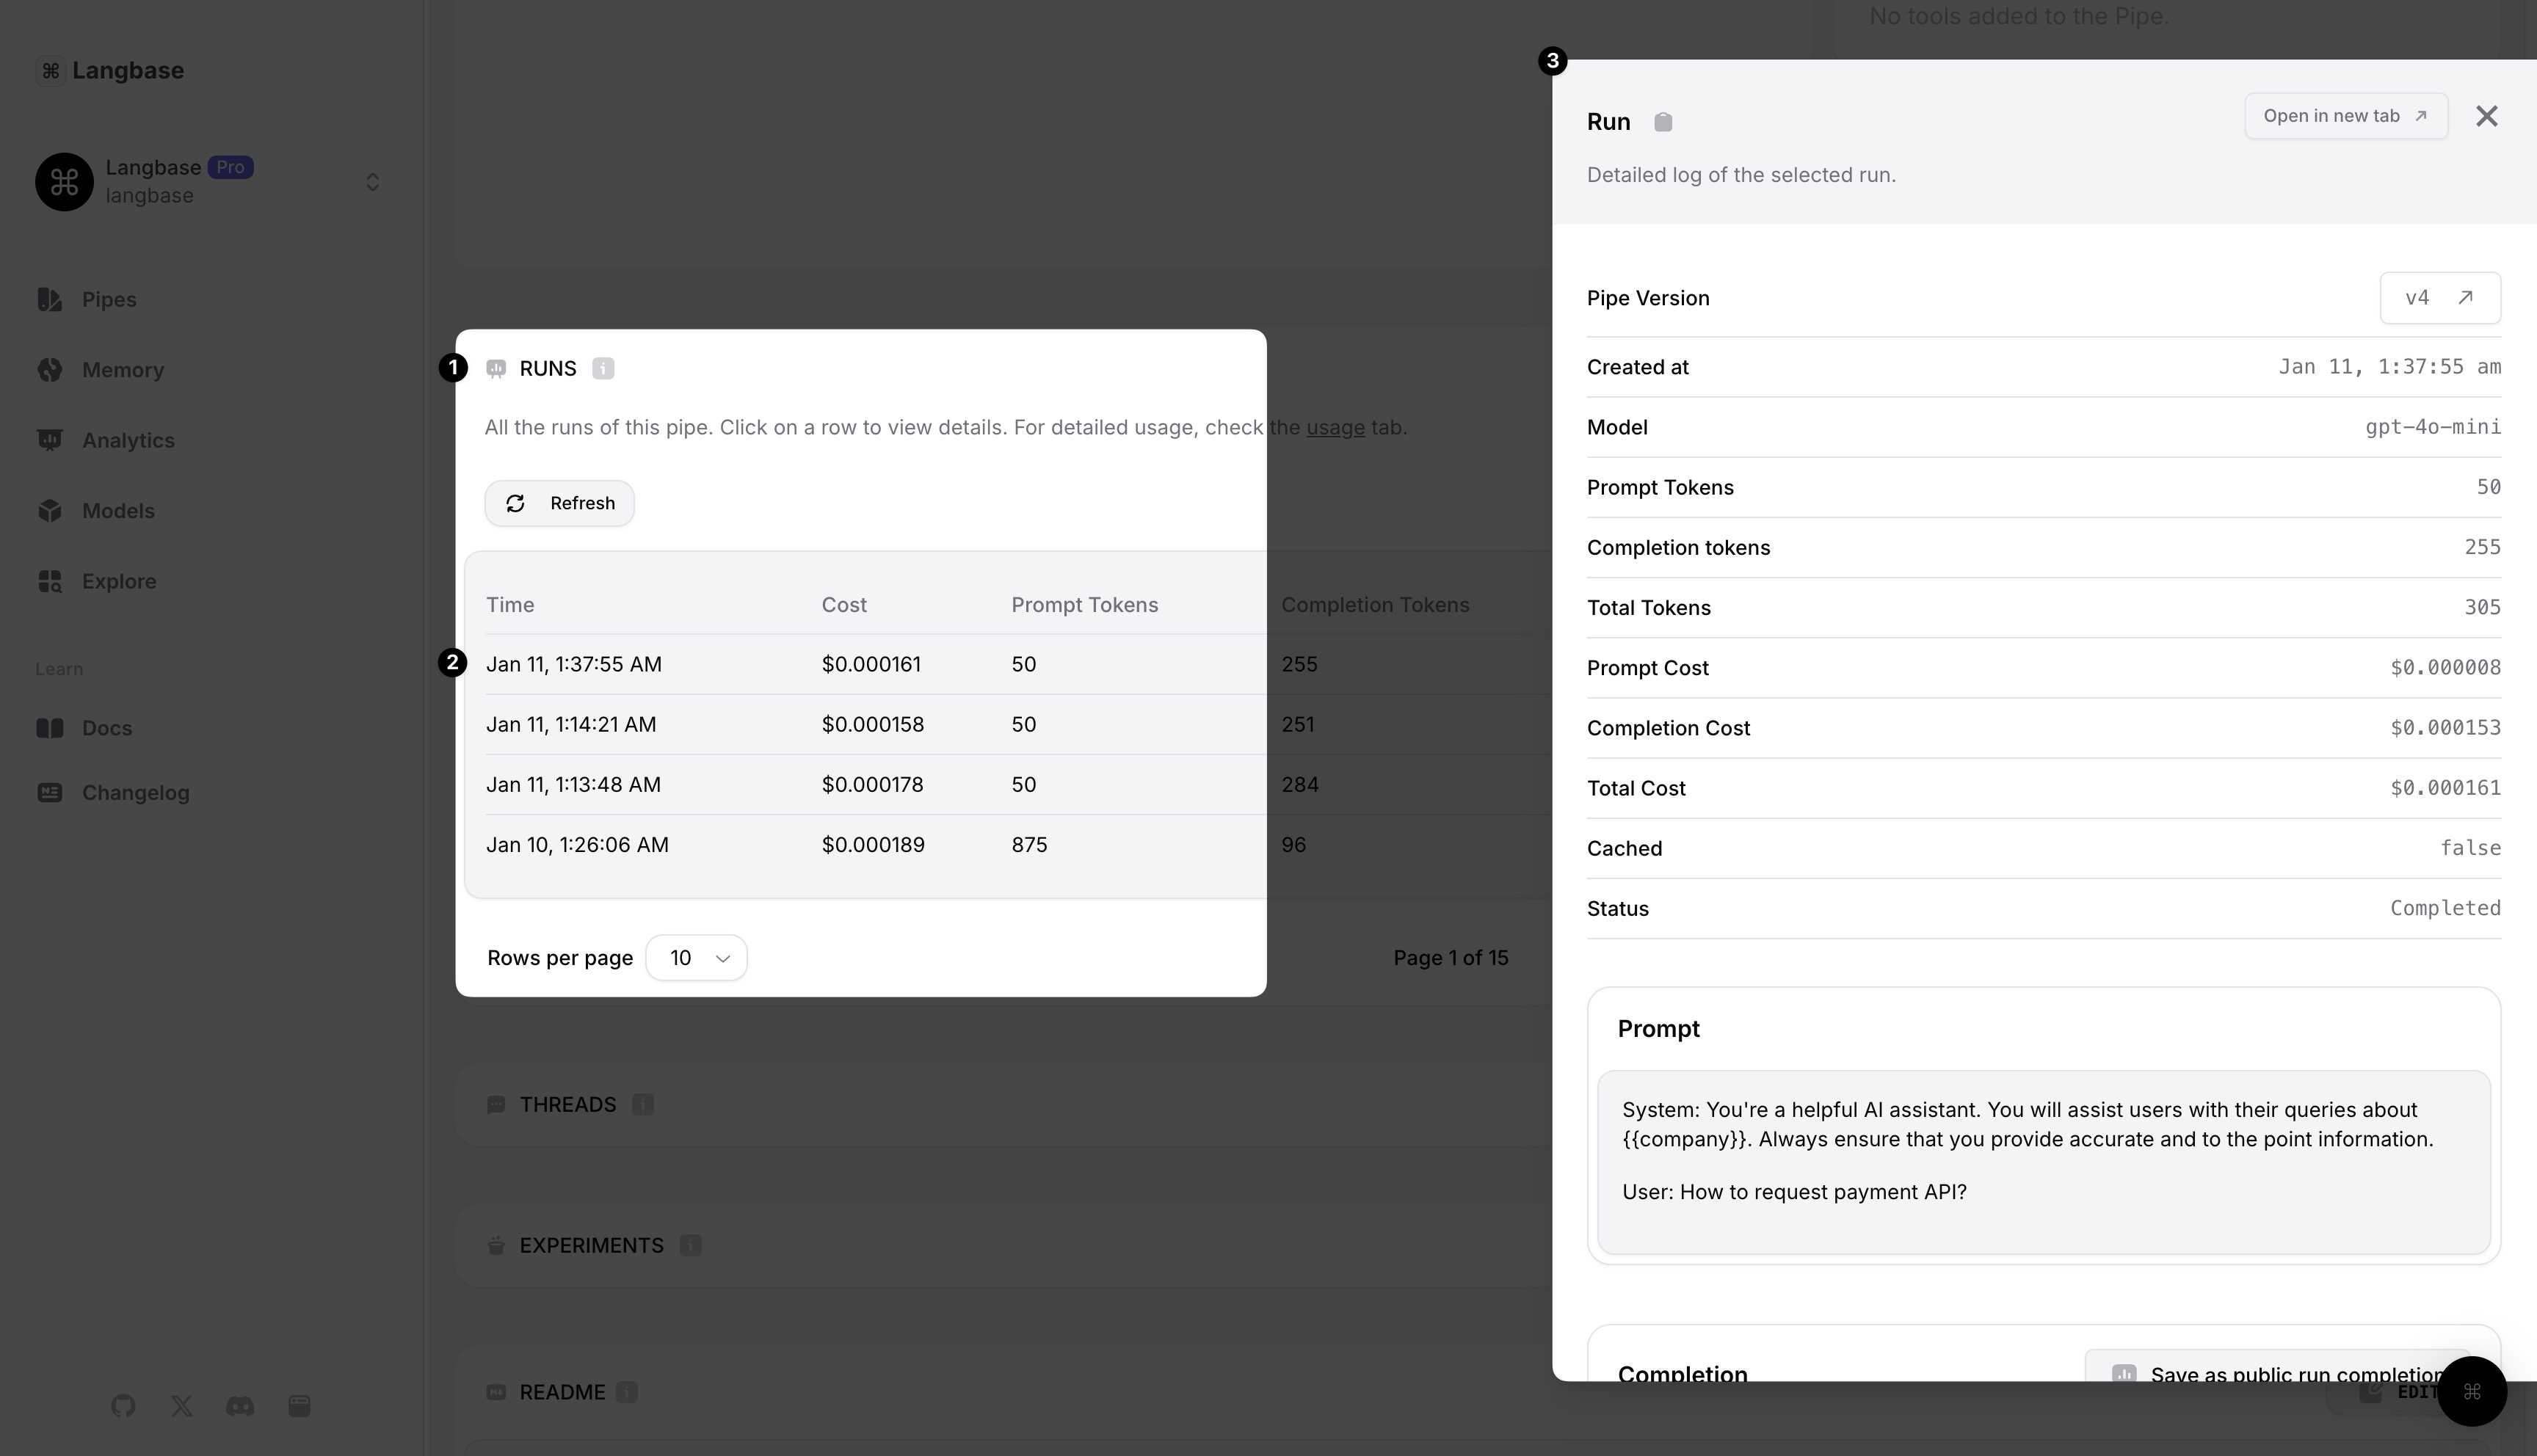 No tools added to the Pipe.
Langbase
Langbase Pro
langbase
Pipes
Memory
Analytics
Models
Explore
Learn
Docs
Changelog
1
RUNS
All the runs of this pipe. Click on a row to view details. For detailed usage, check the usage tab.
Refresh
Time Cost Prompt Tokens Completion Tokens
2
Jan 11, 1:37:55 AM $0.000161 50 255
Jan 11, 1:14:21 AM $0.000158 50 251
Jan 11, 1:13:48 AM $0.000178 50 284
Jan 10, 1:26:06 AM $0.000189 875 96
Rows per page 10 Page 1 of 15
THREADS
EXPERIMENTS
README
3
Run
Open in new tab
Detailed log of the selected run.
Pipe Version v4
Created at Jan 11, 1:37:55 am
Model gpt-4o-mini
Prompt Tokens 50
Completion tokens 255
Total Tokens 305
Prompt Cost $0.000008
Completion Cost $0.000153
Total Cost $0.000161
Cached false
Status Completed
Prompt
System: You're a helpful AI assistant. You will assist users with their queries about
{{company}}. Always ensure that you provide accurate and to the point information.
User: How to request payment API?
Completion Save as public run completion
EDIT